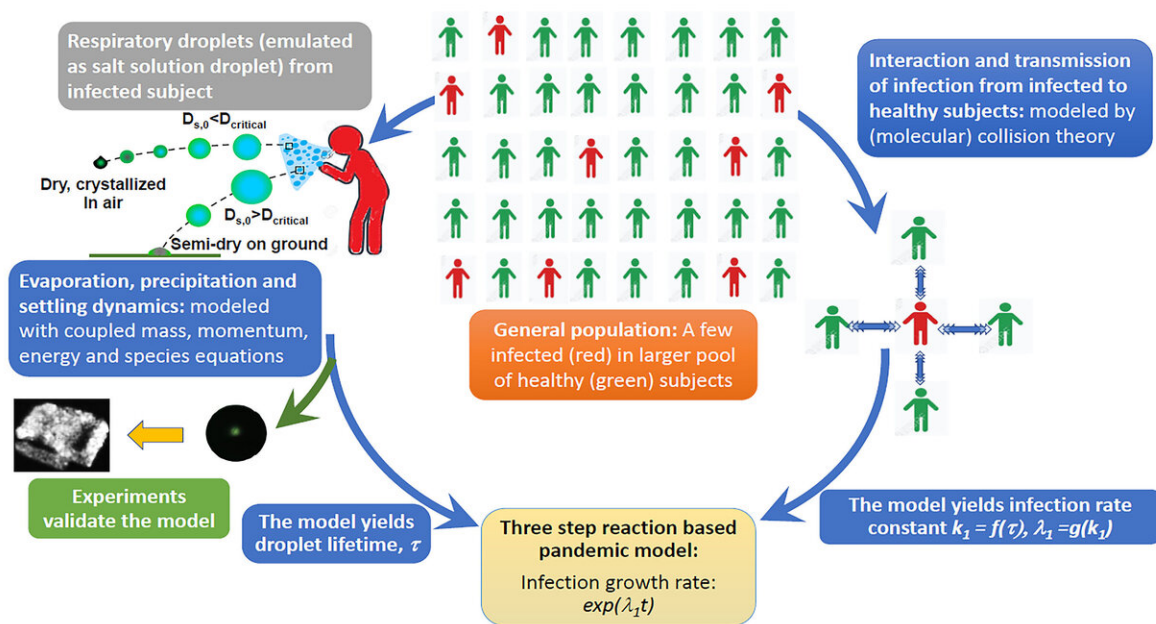 Respiratory droplets (emulated
as salt solution droplet) from
infected subject
D_s,0<D_critical
Dry, crystallized
In air
D_s,0>D_critical
Semi-dry on ground
Evaporation, precipitation and
settling dynamics: modeled
with coupled mass, momentum,
energy and species equations
Experiments
validate the model
The model yields
droplet lifetime, τ
General population: A few
infected (red) in larger pool
of healthy (green) subjects
Interaction and transmission
of infection from infected to
healthy subjects: modeled by
(molecular) collision theory
The model yields infection rate
constant k₁ = f(τ), λ₁ =g(k₁)
Three step reaction based
pandemic model:
Infection growth rate:
exp(λ₁t)